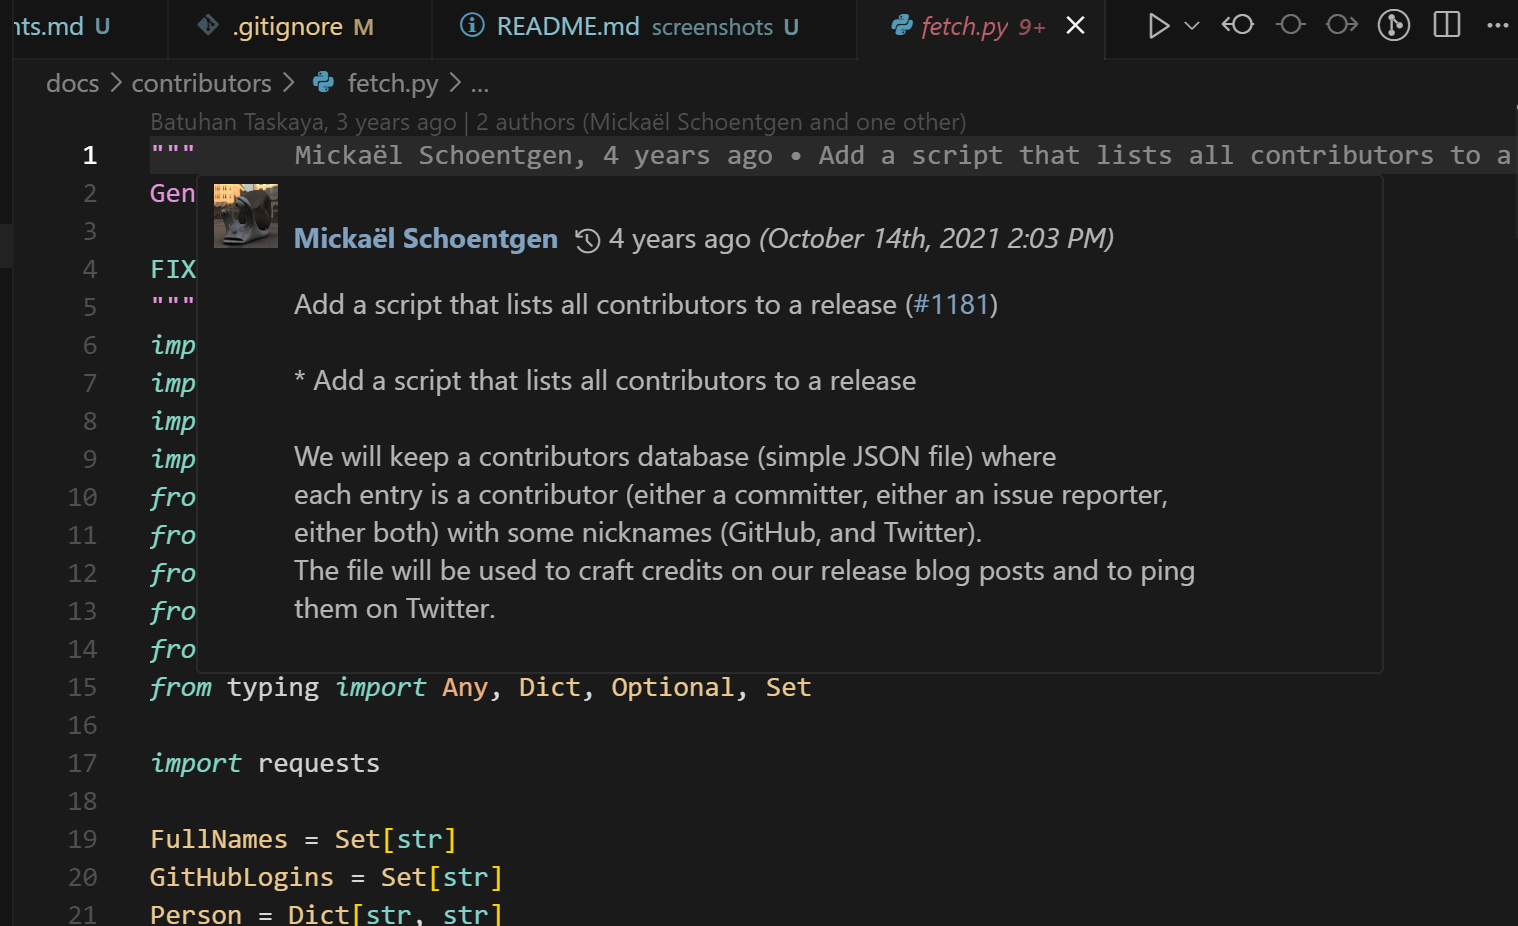 nts.md U .gitignore M README.md screenshots U fetch.py 9+
docs > contributors > fetch.py > ...
Batuhan Taskaya, 3 years ago | 2 authors (Mickaël Schoentgen and one other)
1 """ Mickaël Schoentgen, 4 years ago • Add a script that lists all contributors to a
2 Gen
3
4 FIX
5 """
6 imp
7 imp
8 imp
9 imp
10 fro
11 fro
12 fro
13 fro
14 fro
Mickaël Schoentgen 4 years ago (October 14th, 2021 2:03 PM)
Add a script that lists all contributors to a release (#1181)
* Add a script that lists all contributors to a release
We will keep a contributors database (simple JSON file) where
each entry is a contributor (either a committer, either an issue reporter,
either both) with some nicknames (GitHub, and Twitter).
The file will be used to craft credits on our release blog posts and to ping
them on Twitter.
15 from typing import Any, Dict, Optional, Set
16
17 import requests
18
19 FullNames = Set[str]
20 GitHubLogins = Set[str]
21 Person = Dict[str, str]